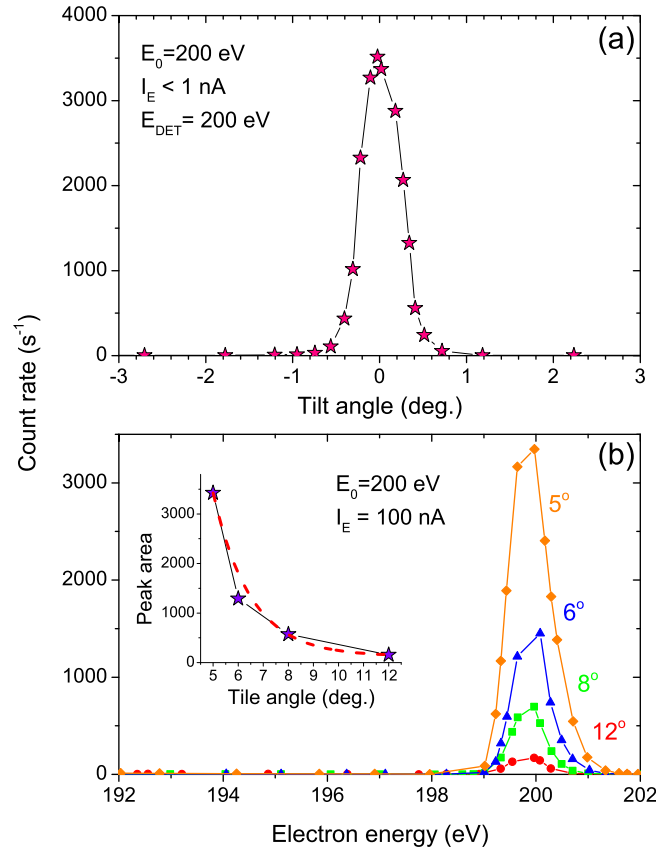 (a)
E0=200 eV
IE < 1 nA
EDET= 200 eV
4000
3000
2000
1000
0
-3 -2 -1 0 1 2 3
Tilt angle (deg.)
Count rate (s-1)
(b)
E0=200 eV
IE = 100 nA
3000
2000
1000
0
5o
6o
8o
12o
Peak area
3000
2000
1000
0
5 6 7 8 9 10 11 12
Tile angle (deg.)
192 194 196 198 200 202
Electron energy (eV)